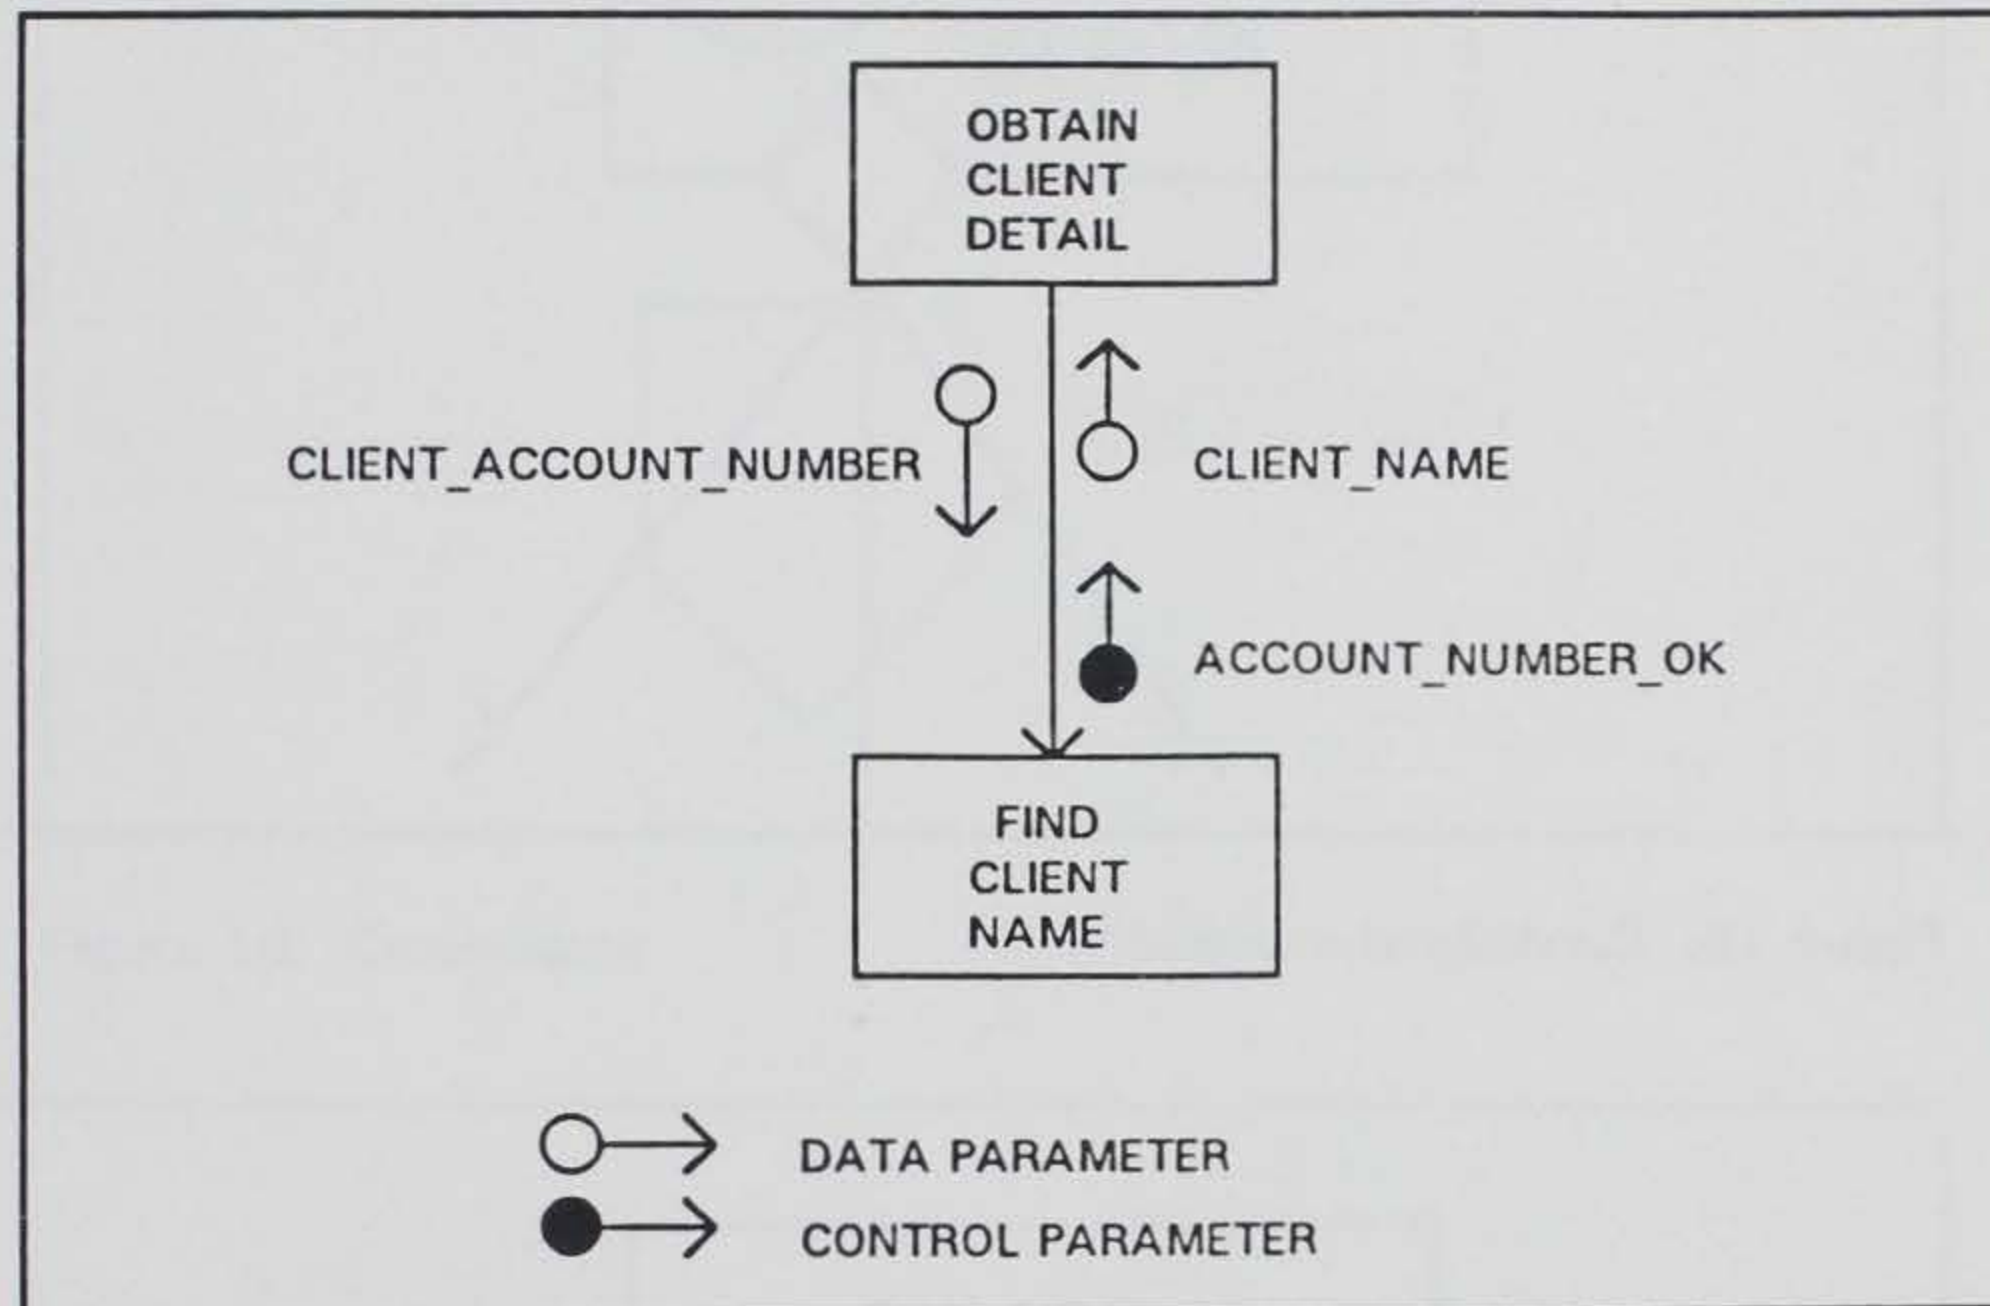 OBTAIN
CLIENT
DETAIL
CLIENT_ACCOUNT_NUMBER
CLIENT_NAME
ACCOUNT_NUMBER_OK
FIND
CLIENT
NAME
DATA PARAMETER
CONTROL PARAMETER